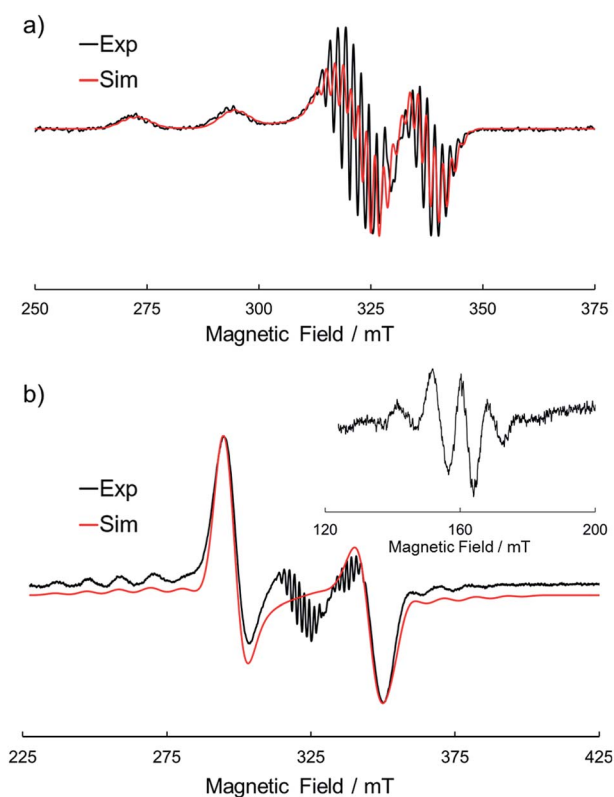 a)
Exp
Sim
250 275 300 325 350 375
Magnetic Field / mT
b)
Exp
Sim
120 160 200
Magnetic Field / mT
225 275 325 375 425
Magnetic Field / mT